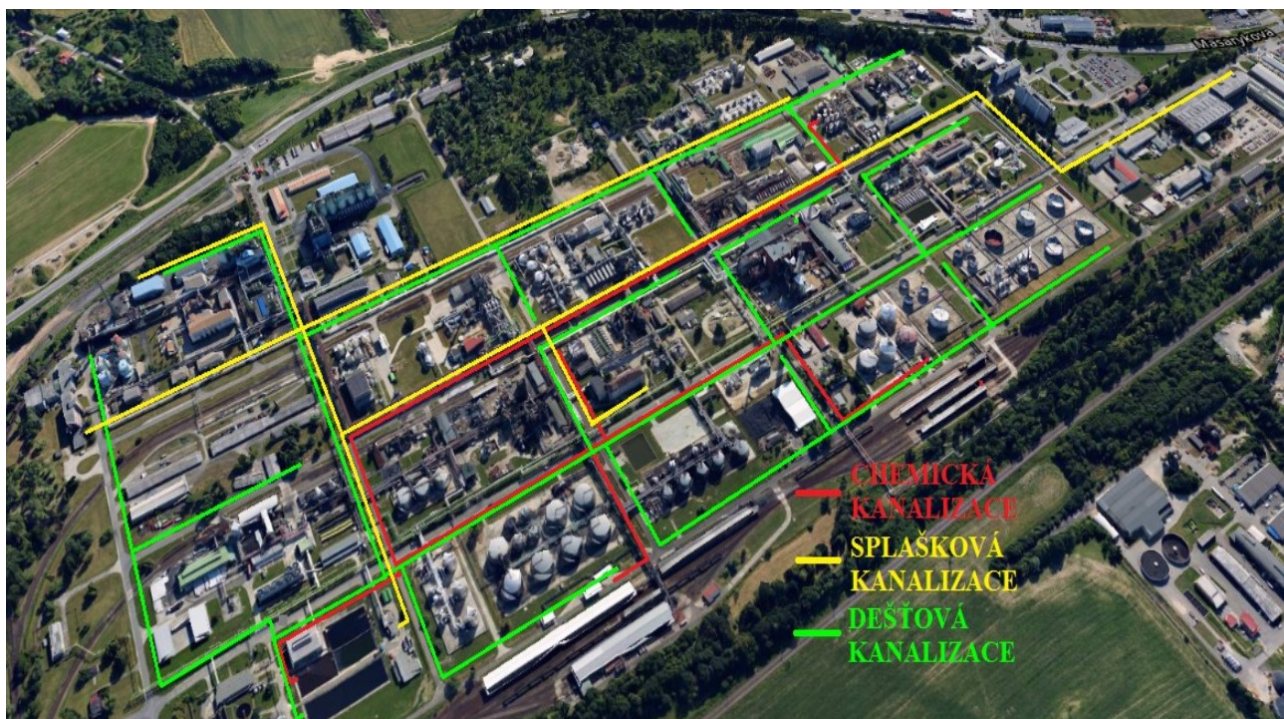 Masarykova
CHEMICKÁ
KANALIZACE
SPLAŠKOVÁ
KANALIZACE
DEŠŤOVÁ
KANALIZACE